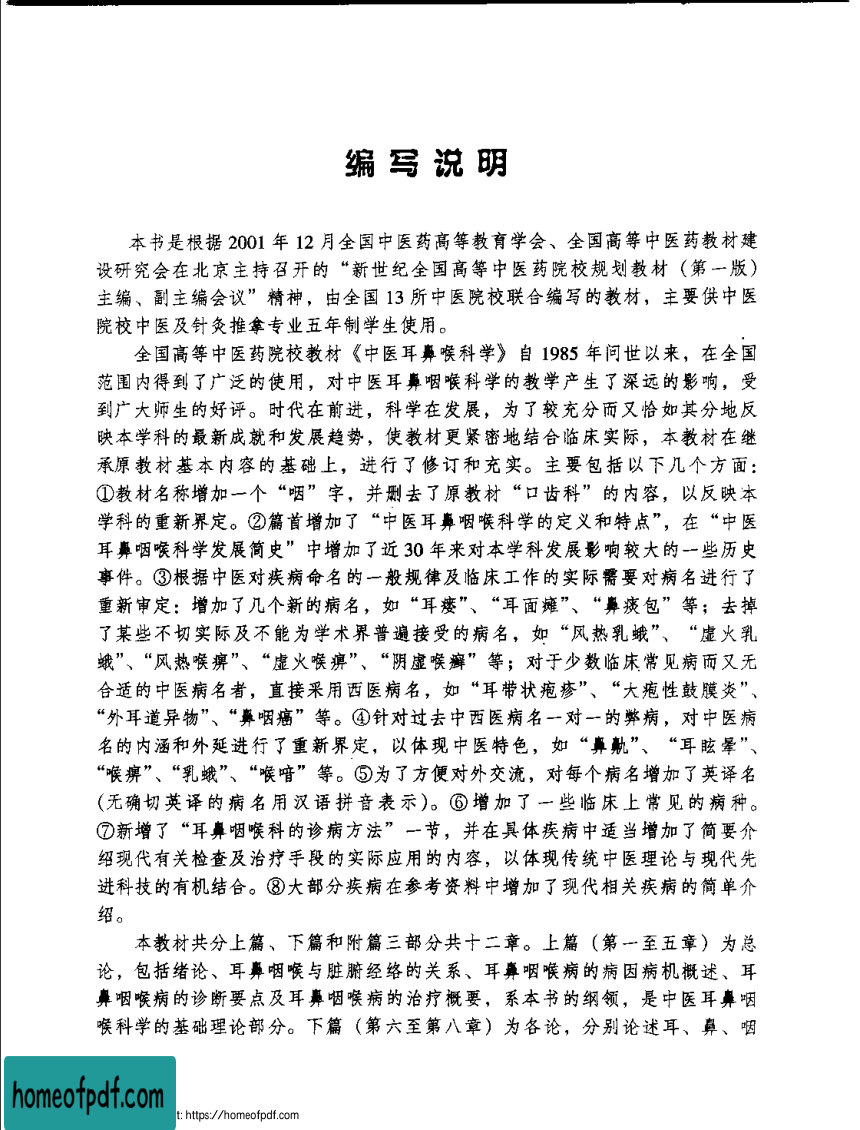 编写说明
本书是根据 2001 年 12 月全国中医药高等教育学会、全国高等中医药教材建
设研究会在北京主持召开的“新世纪全国高等中医药院校规划教材（第一版）
主编、副主编会议”精神，由全国 13 所中医院校联合编写的教材，主要供中医
院校中医及针灸推拿专业五年制学生使用。
全国高等中医药院校教材《中医耳鼻喉科学》自 1985 年问世以来，在全国
范围内得到了广泛的使用，对中医耳鼻咽喉科学的教学产生了深远的影响，受
到广大师生的好评。时代在前进，科学在发展，为了较充分而又恰如其分地反
映本学科的最新成就和发展趋势，使教材更紧密地结合临床实际，本教材在继
承原教材基本内容的基础上，进行了修订和充实。主要包括以下几个方面：
①教材名称增加一个“咽”字，并删去了原教材“口齿科”的内容，以反映本
学科的重新界定。②篇首增加了“中医耳鼻咽喉科学的定义和特点”，在“中医
耳鼻咽喉科学发展简史”中增加了近 30 年来对本学科发展影响较大的一些历史
事件。③根据中医对疾病命名的一般规律及临床工作的实际需要对病名进行了
重新审定：增加了几个新的病名，如“耳瘘”、“耳面瘫”、“鼻痰包”等；去掉
了某些不切实际及不能为学术界普遍接受的病名，如“风热乳蛾”、“虚火乳
蛾”、“风热喉痹”、“虚火喉痹”、“阴虚喉癣”等；对于少数临床常见病而又无
合适的中医病名者，直接采用西医病名，如“耳带状疱疹”、“大疱性鼓膜炎”、
“外耳道异物”、“鼻咽癌”等。④针对过去中西医病名一对一的弊病，对中医病
名的内涵和外延进行了重新界定，以体现中医特色，如“鼻鼽”、“耳眩晕”、
“喉痹”、“乳蛾”、“喉喑”等。⑤为了方便对外交流，对每个病名增加了英译名
(无确切英译的病名用汉语拼音表示)。⑥增加了一些临床上常见的病种。
⑦新增了“耳鼻咽喉科的诊病方法”一节，并在具体疾病中适当增加了简要介
绍现代有关检查及治疗手段的实际应用的内容，以体现传统中医理论与现代先
进科技的有机结合。⑧大部分疾病在参考资料中增加了现代相关疾病的简单介
绍。
本教材共分上篇、下篇和附篇三部分共十二章。上篇（第一至五章）为总
论，包括绪论、耳鼻咽喉与脏腑经络的关系、耳鼻咽喉病的病因病机概述、耳
鼻咽喉病的诊断要点及耳鼻咽喉病的治疗概要，系本书的纲领，是中医耳鼻咽
喉科学的基础理论部分。下篇（第六至第八章）为各论，分别论述耳、鼻、咽
homeofpdf.com
t: https://homeofpdf.com